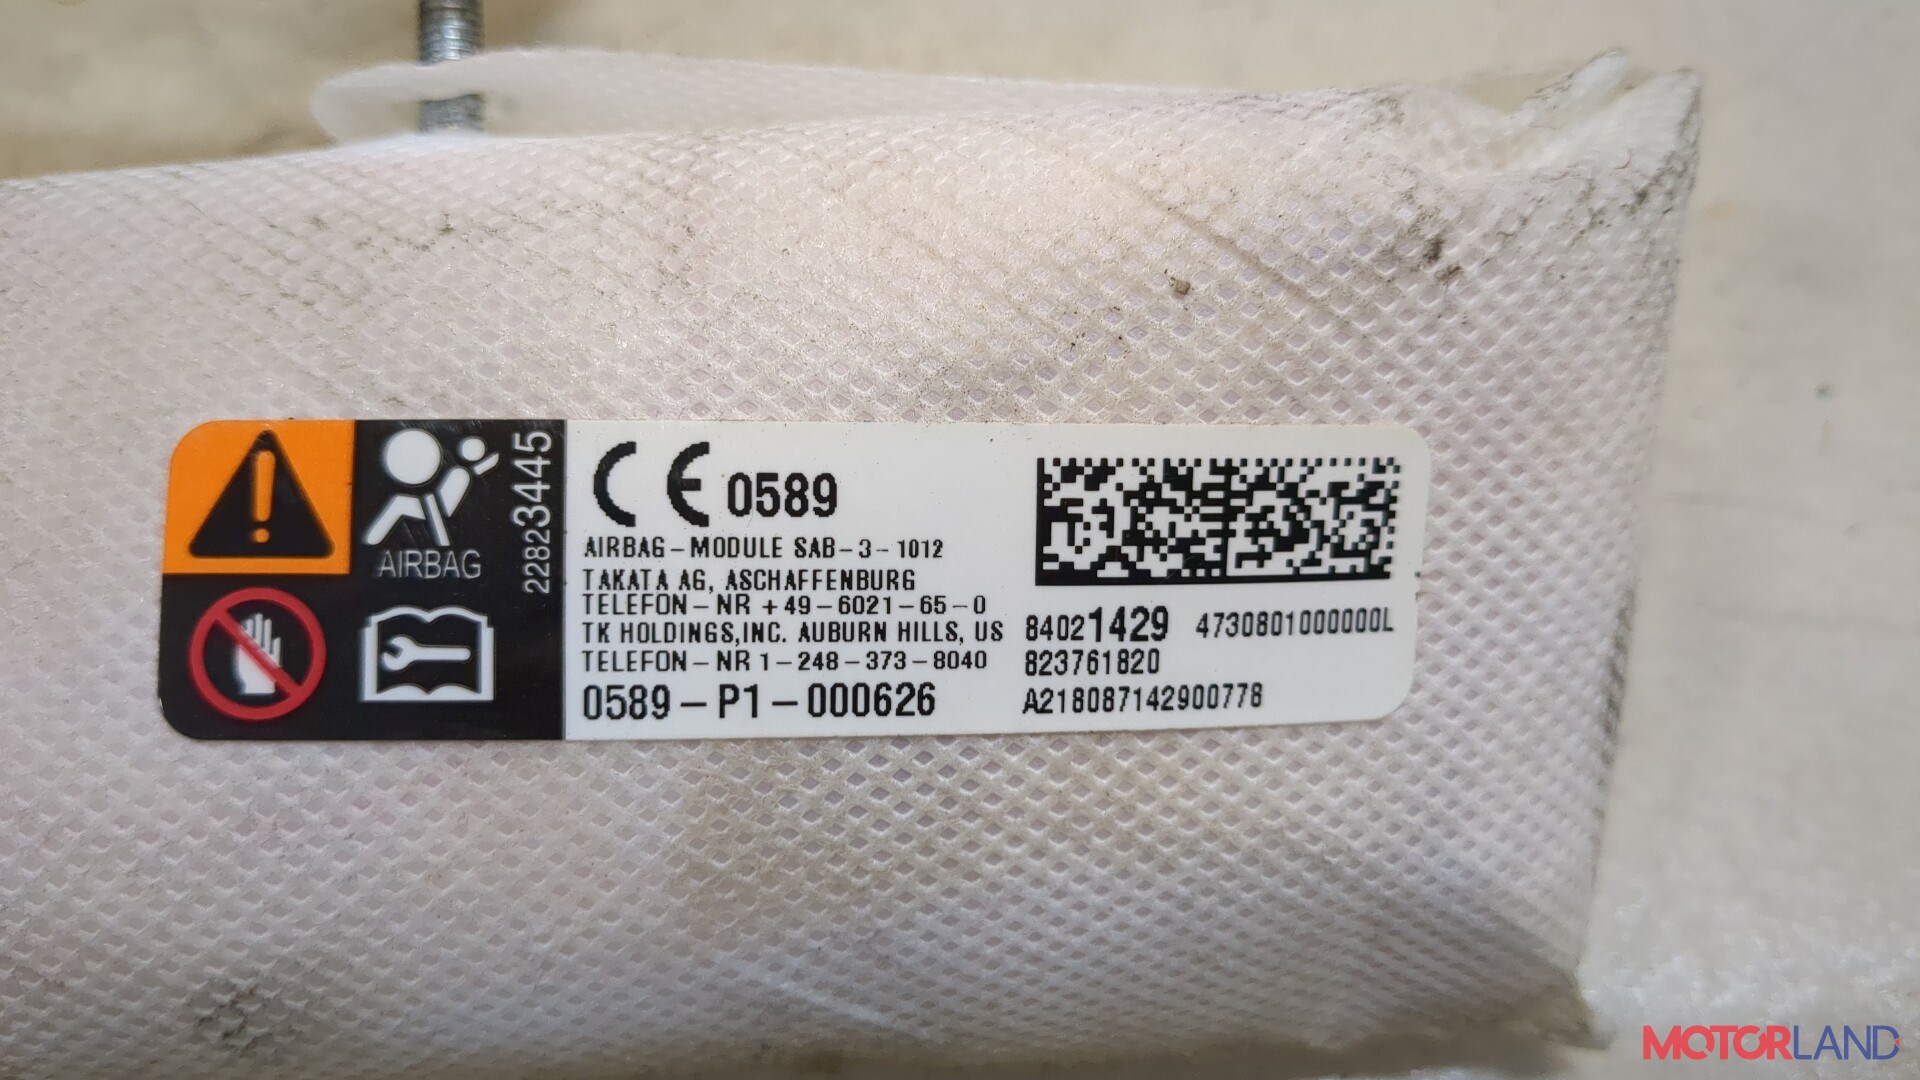 AIRBAG
22823445
CE 0589
AIRBAG-MODULE SAB-3-1012
TAKATA AG, ASCHAFFENBURG
TELEFON-NR +49-6021-65-0
TK HOLDINGS,INC. AUBURN HILLS, US
TELEFON-NR 1-248-373-8040
0589-P1-000626
84021429 4730801000000L
823761820
A218087142900778
MOTORLAND